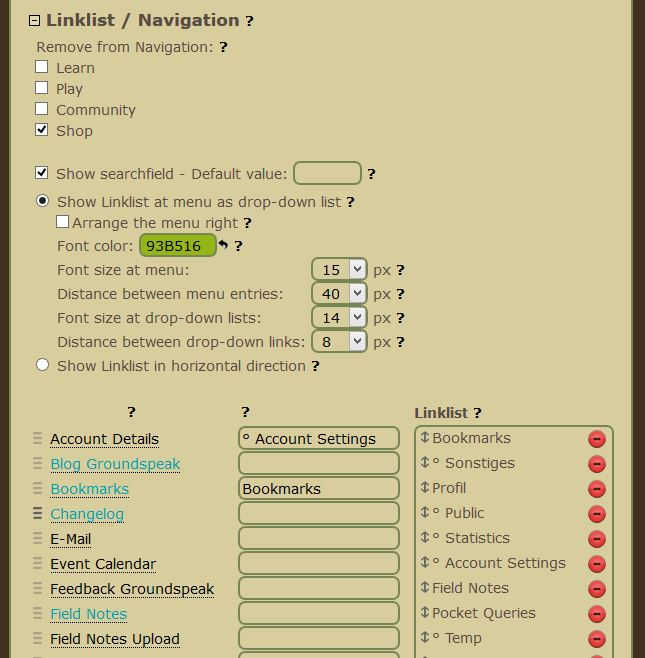 Linklist / Navigation ?
Remove from Navigation: ?
Learn
Play
Community
Shop
Show searchfield - Default value: ?
Show Linklist at menu as drop-down list ?
Arrange the menu right ?
Font color: 93B516 ?
Font size at menu: 15 px ?
Distance between menu entries: 40 px ?
Font size at drop-down lists: 14 px ?
Distance between drop-down links: 8 px ?
Show Linklist in horizontal direction ?
? ? Linklist ?
Account Details º Account Settings Bookmarks
Blog Groundspeak º Sonstiges
Bookmarks Bookmarks Profil
Changelog º Public
E-Mail º Statistics
Event Calendar º Account Settings
Feedback Groundspeak Field Notes
Field Notes Pocket Queries
Field Notes Upload º Temp